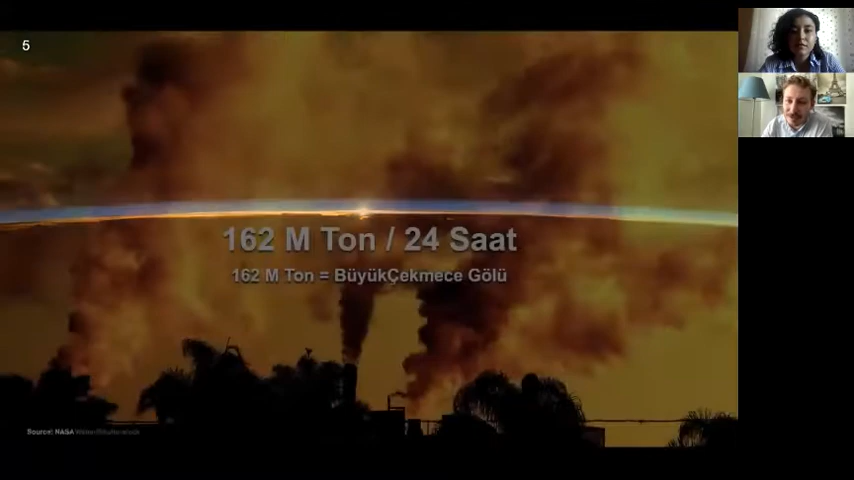 5
162 M Ton / 24 Saat
162 M Ton = BüyükÇekmece Gölü
Source: NASA